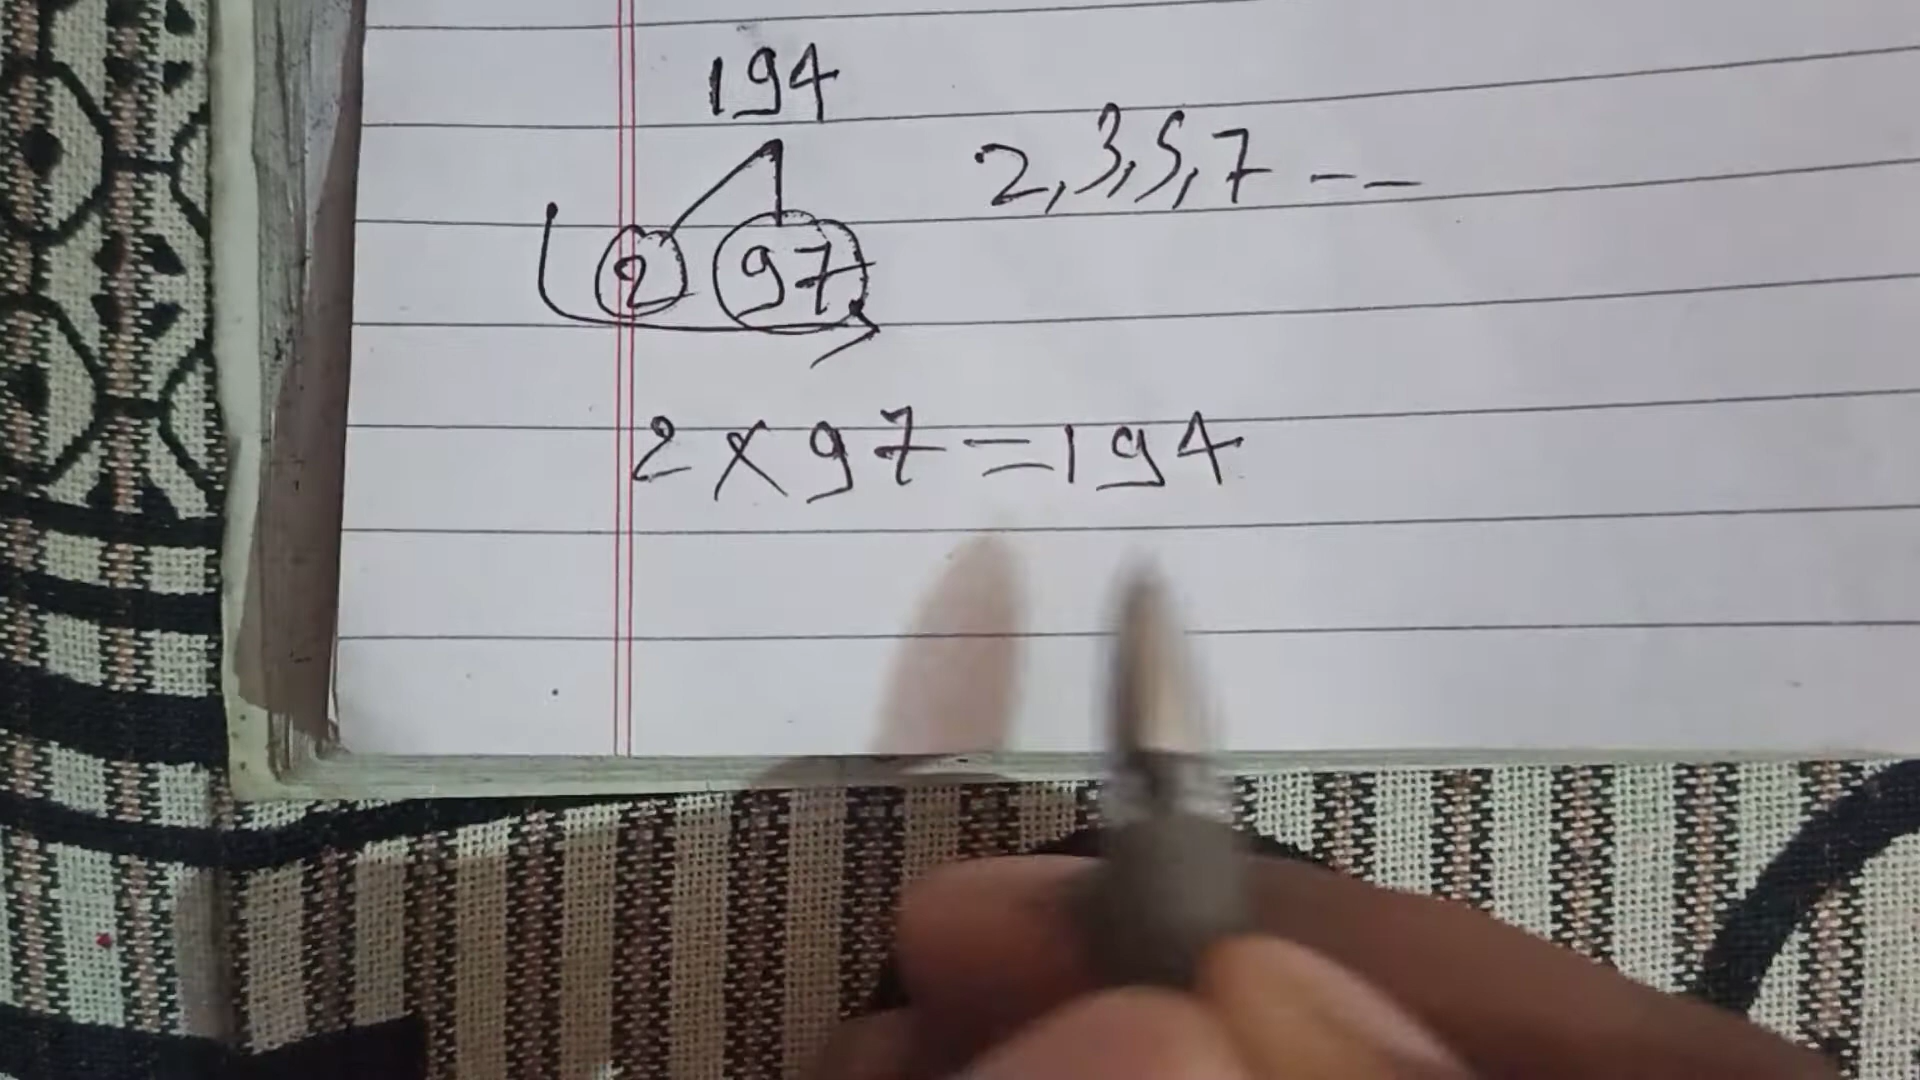 194
2,3,5,7 --
2 97
2 × 97 = 194